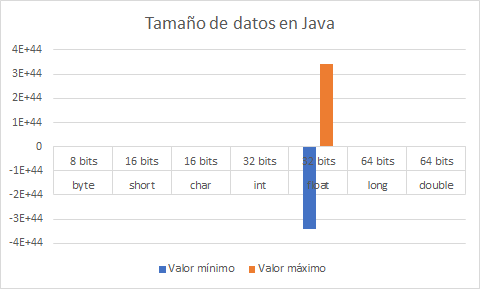 Tamaño de datos en Java
4E+44
3E+44
2E+44
1E+44
0
-1E+44
-2E+44
-3E+44
-4E+44
8 bits 16 bits 16 bits 32 bits 32 bits 64 bits 64 bits
byte short char int float long double
Valor mínimo Valor máximo